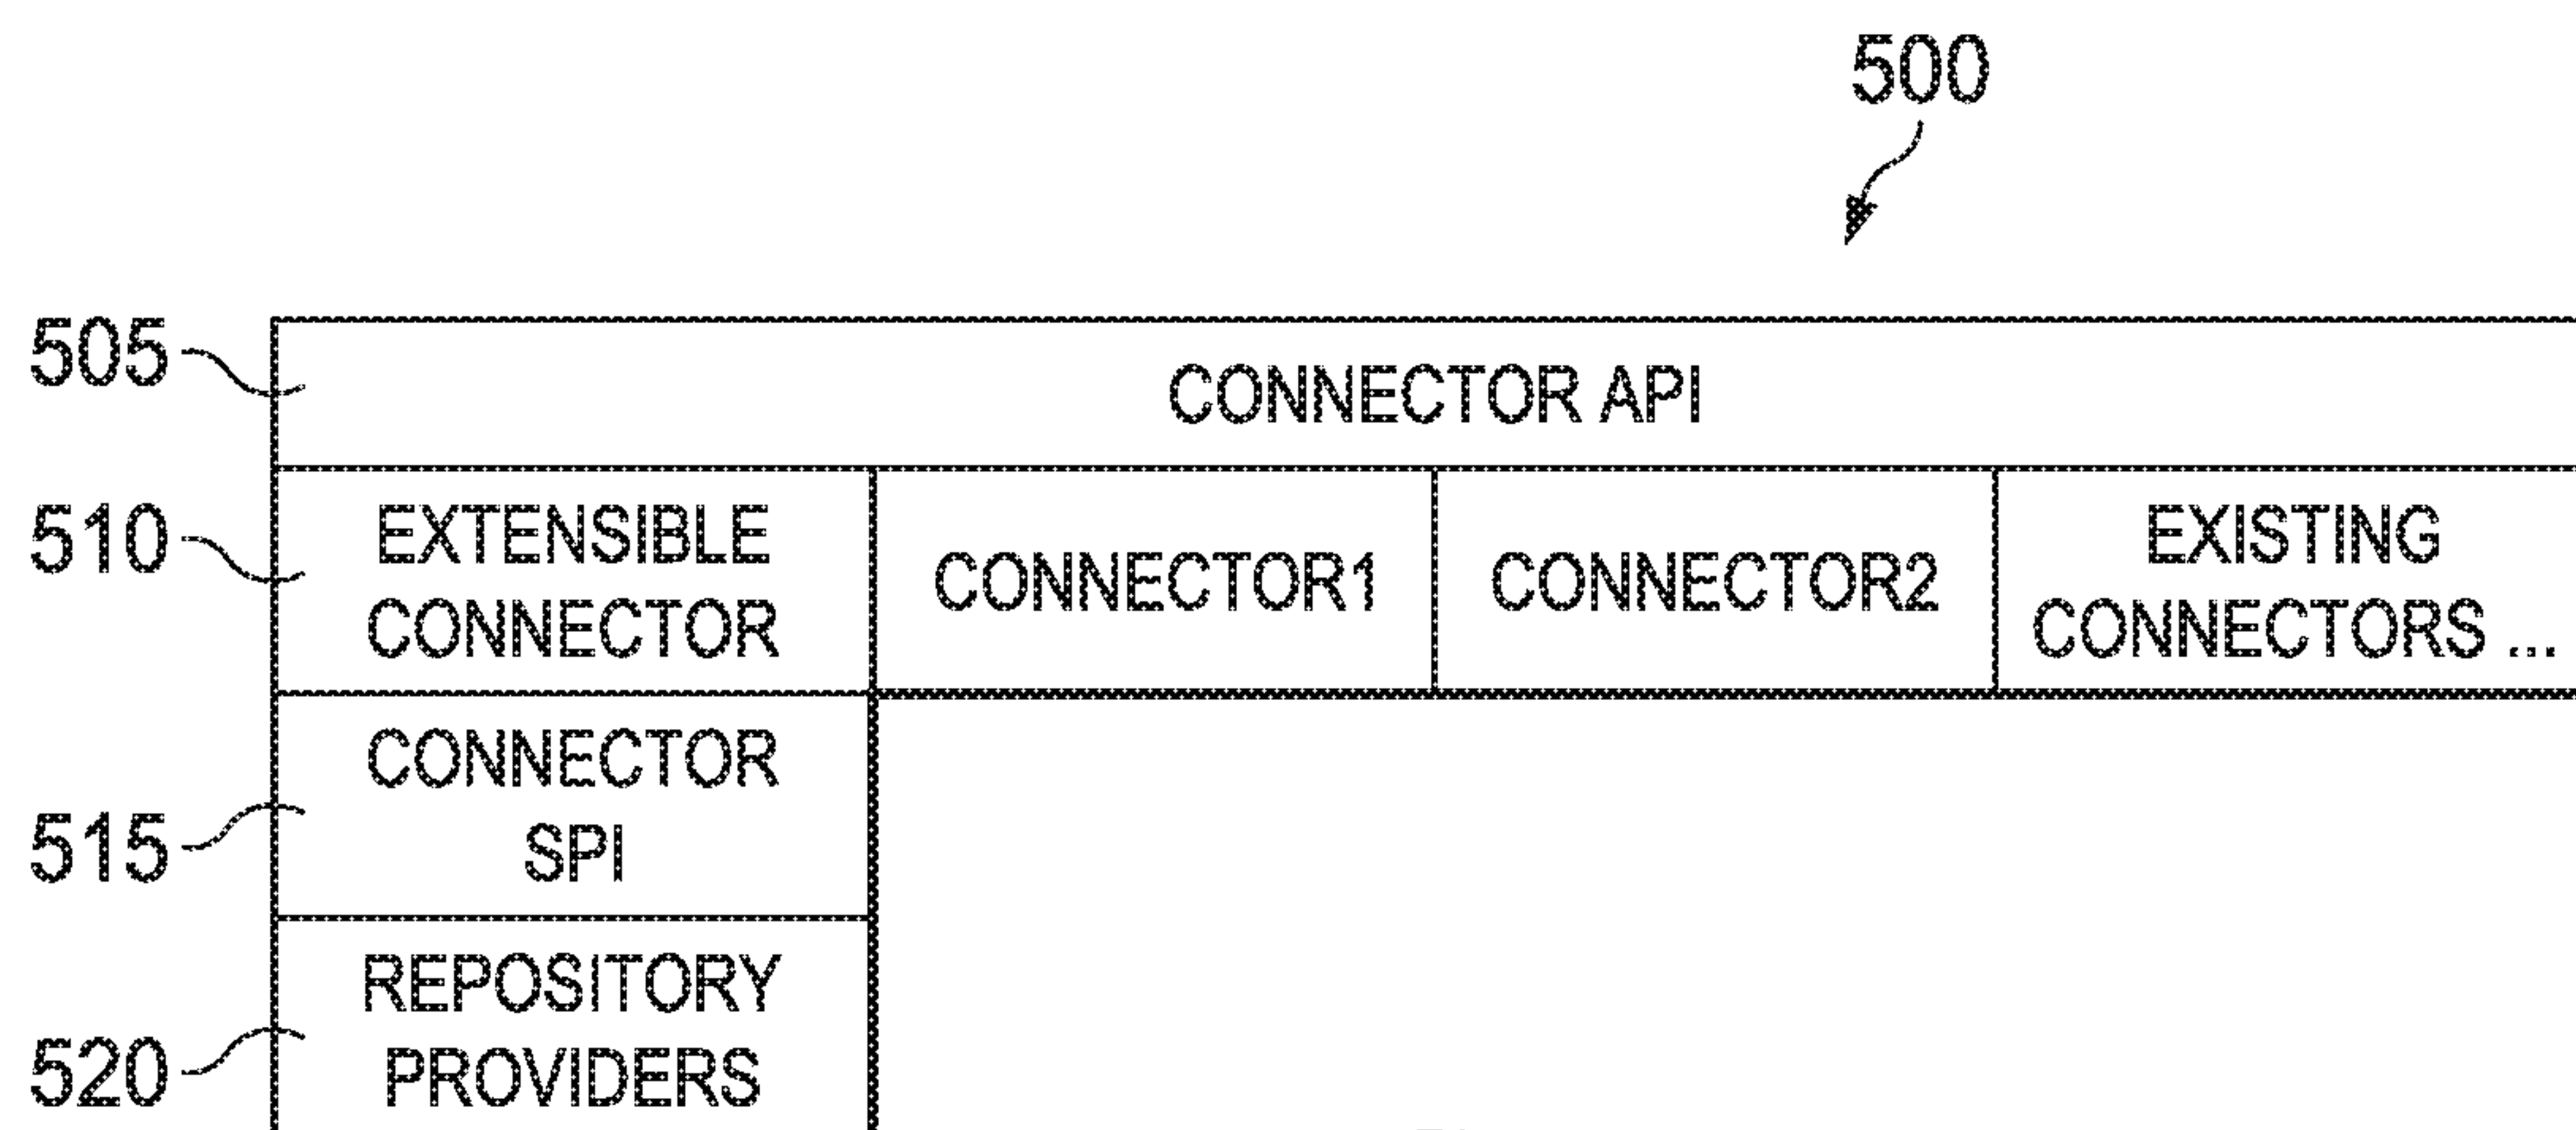 500
505
CONNECTOR API
510
EXTENSIBLE
CONNECTOR
CONNECTOR1
CONNECTOR2
EXISTING
CONNECTORS ...
515
CONNECTOR
SPI
520
REPOSITORY
PROVIDERS